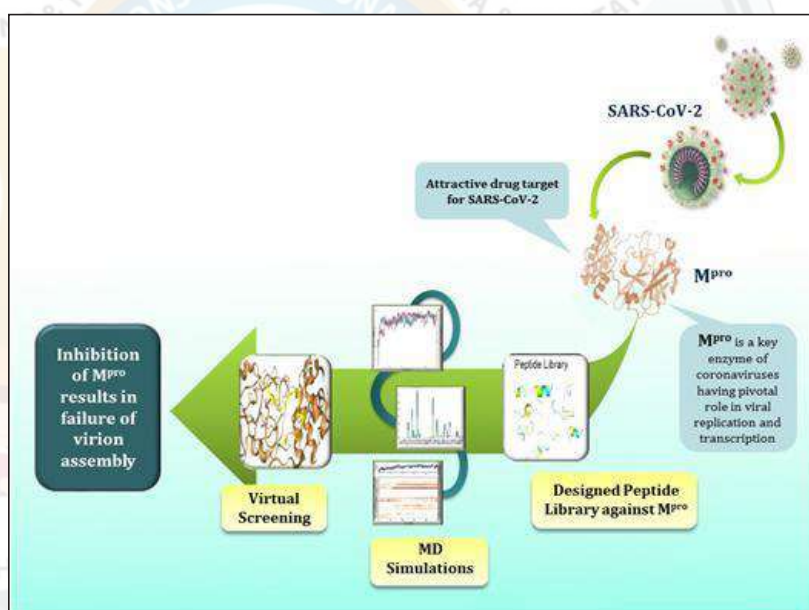 SARS-CoV-2
Attractive drug target
for SARS-CoV-2
Mpro
Mpro is a key
enzyme of
coronaviruses
having pivotal
role in viral
replication and
transcription
Peptide Library
Designed Peptide
Library against Mpro
MD
Simulations
Virtual
Screening
Inhibition
of Mpro
results in
failure of
virion
assembly